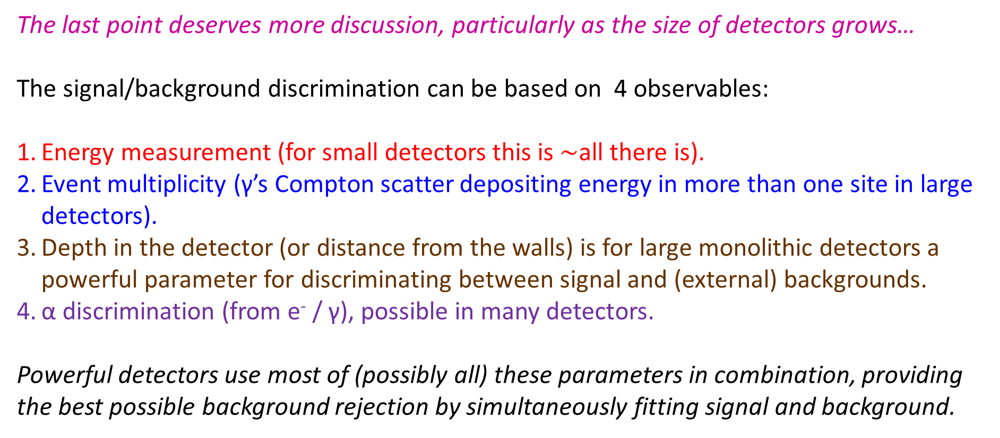 The last point deserves more discussion, particularly as the size of detectors grows…
The signal/background discrimination can be based on  4 observables:
1. Energy measurement (for small detectors this is ~all there is).
2. Event multiplicity (γ’s Compton scatter depositing energy in more than one site in large
detectors).
3. Depth in the detector (or distance from the walls) is for large monolithic detectors a
powerful parameter for discriminating between signal and (external) backgrounds.
4. α discrimination (from e⁻ / γ), possible in many detectors.
Powerful detectors use most of (possibly all) these parameters in combination, providing
the best possible background rejection by simultaneously fitting signal and background.